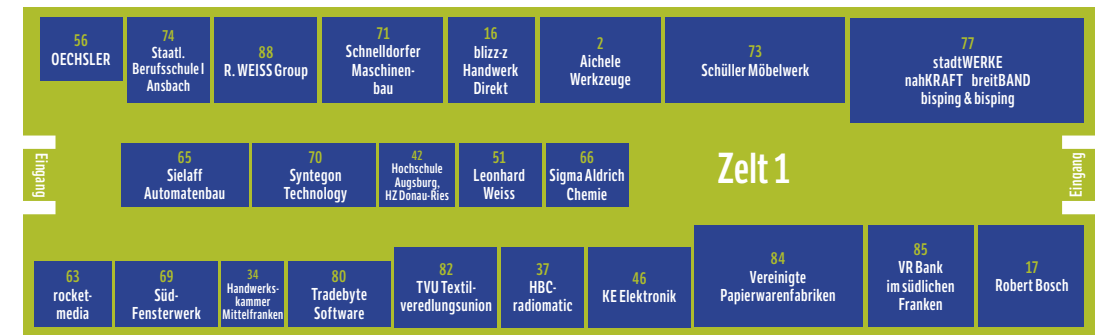 56
OECHSLER
74
Staatl.
Berufsschule I
Ansbach
88
R. WEISS Group
71
Schnelldorfer
Maschinen-
bau
16
blizz-z
Handwerk
Direkt
2
Aichele
Werkzeuge
73
Schüller Möbelwerk
77
stadtWERKE
nahKRAFT breitBAND
bisping & bisping
Eingang
65
Sielaff
Automatenbau
70
Syntegon
Technology
42
Hochschule
Augsburg,
HZ Donau-Ries
51
Leonhard
Weiss
66
Sigma Aldrich
Chemie
Zelt 1
Eingang
63
rocket-
media
69
Süd-
Fensterwerk
34
Handwerks-
kammer
Mittelfranken
80
Tradebyte
Software
82
TVU Textil-
veredlungsunion
37
HBC-
radiomatic
46
KE Elektronik
84
Vereinigte
Papierwarenfabriken
85
VR Bank
im südlichen
Franken
17
Robert Bosch